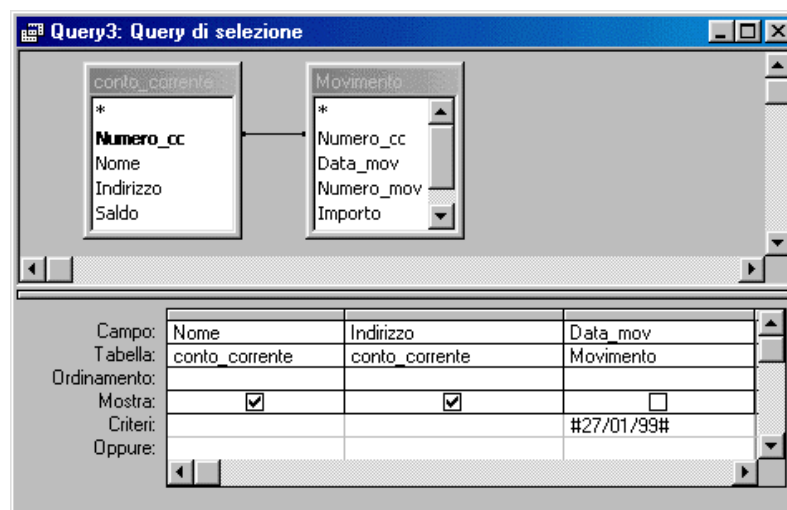 Query3: Query di selezione
conto_corrente Movimento
* *
Numero_cc Numero_cc
Nome Data_mov
Indirizzo Numero_mov
Saldo Importo
Campo: Nome Indirizzo Data_mov
Tabella: conto_corrente conto_corrente Movimento
Ordinamento:
Mostra:
Criteri: #27/01/99#
Oppure: